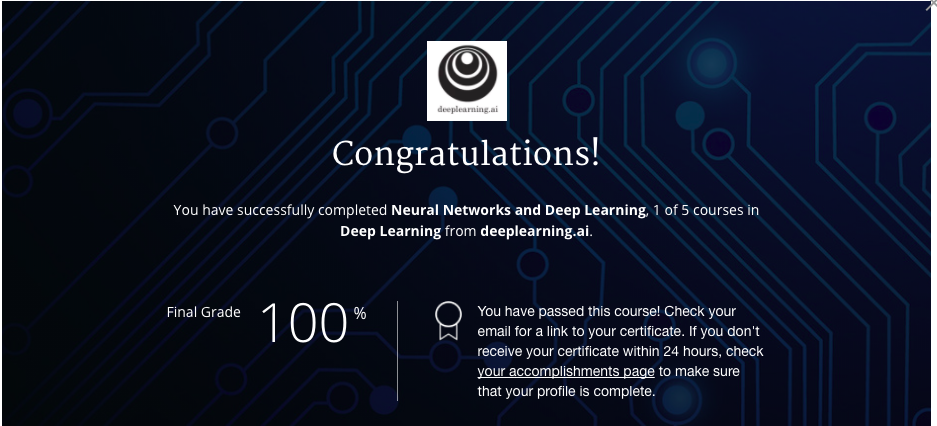 deeplearning.ai
Congratulations!
You have successfully completed Neural Networks and Deep Learning, 1 of 5 courses in
Deep Learning from deeplearning.ai.
Final Grade
100 %
You have passed this course! Check your
email for a link to your certificate. If you don't
receive your certificate within 24 hours, check
your accomplishments page to make sure
that your profile is complete.